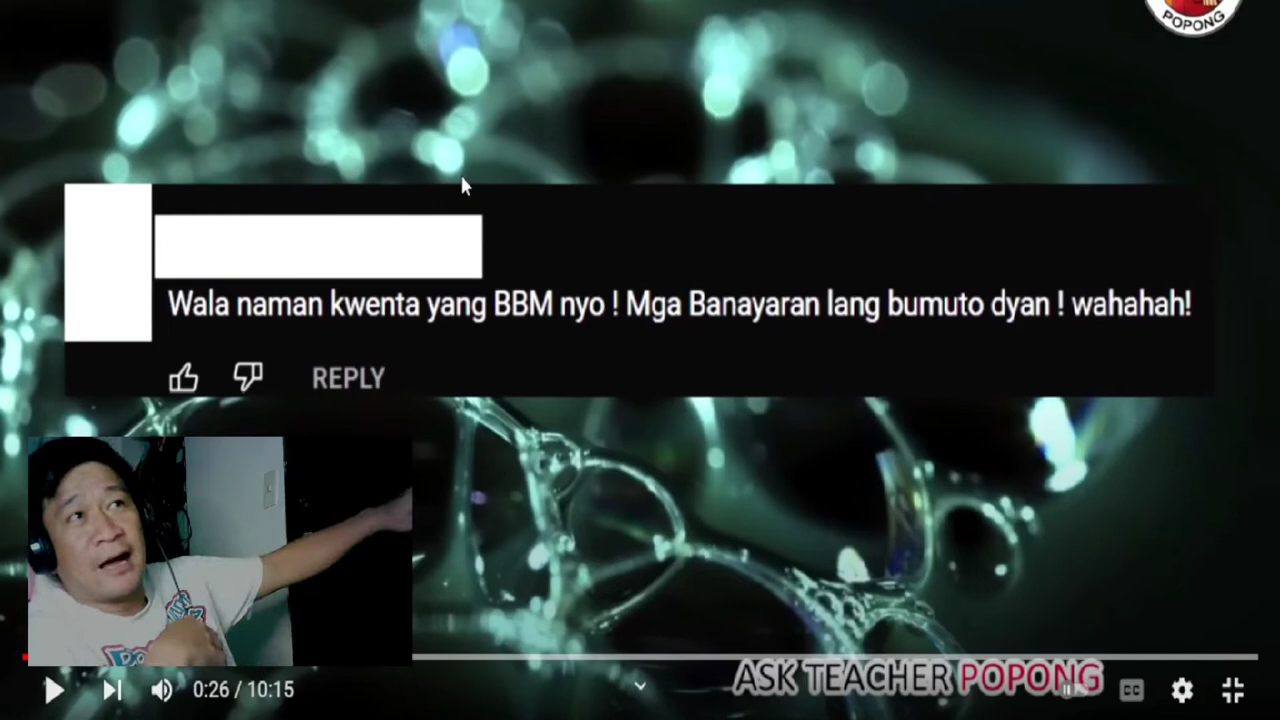 POPONG
Wala naman kwenta yang BBM nyo ! Mga Banayaran lang bumuto dyan ! wahahah!
REPLY
ASK TEACHER POPONG
0:26 / 10:15
CC